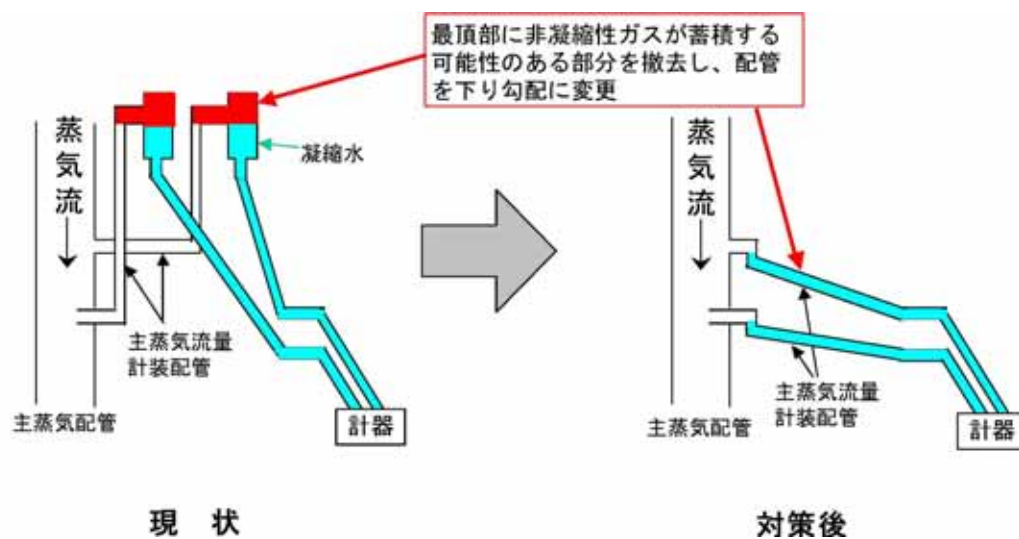 最頂部に非凝縮性ガスが蓄積する
可能性のある部分を撤去し、配管
を下り勾配に変更
蒸気流
凝縮水
主蒸気流量
計装配管
主蒸気配管
計器
現 状
蒸気流
主蒸気流量
計装配管
主蒸気配管
計器
対策後